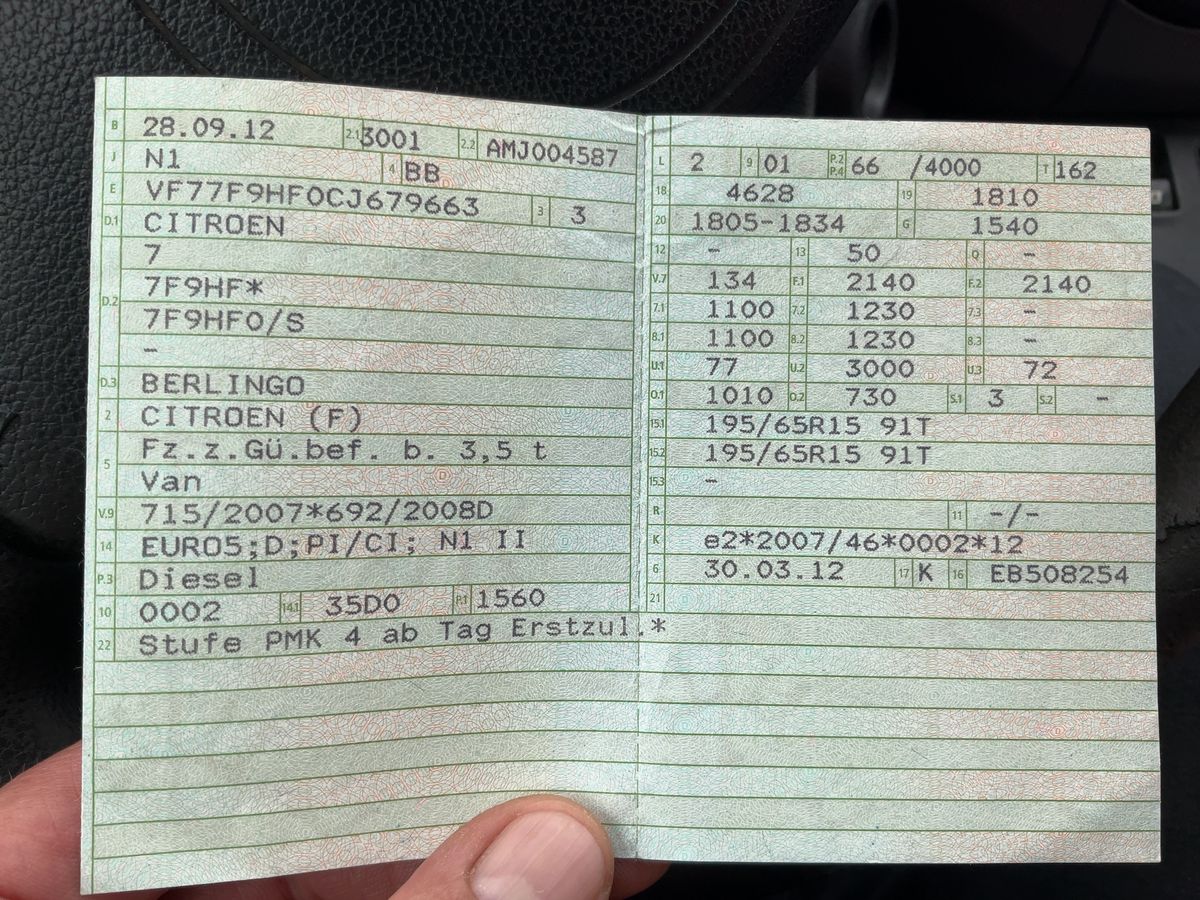 B 28.09.12 2.1 3001 2.2 AMJ004587
J N1 4 BB
E VF77F9HF0CJ679663 3 3
D.1 CITROEN
7
D.2 7F9HF*
7F9HF0/S
–
D.3 BERLINGO
2 CITROEN (F)
5 Fz.z.Gü.bef. b. 3,5 t
Van
V.9 715/2007*692/2008D
14 EURO5;D;PI/CI; N1 II
P.3 Diesel
10 0002 14.1 35D0 P.1 1560
22 Stufe PMK 4 ab Tag Erstzul.*
L 2 9 01 P.2 P.4 66 /4000 T 162
18 4628 19 1810
20 1805-1834 G 1540
12 – 13 50 Q –
V.7 134 F.1 2140 F.2 2140
7.1 1100 7.2 1230 7.3 –
8.1 1100 8.2 1230 8.3 –
U.1 77 U.2 3000 U.3 72
O.1 1010 O.2 730 S.1 3 S.2 –
15.1 195/65R15 91T
15.2 195/65R15 91T
15.3 –
R 11 –/–
K e2*2007/46*0002*12
6 30.03.12 17 K 16 EB508254
21